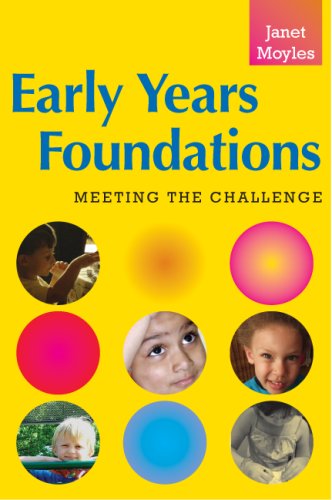 Janet
Moyles
Early Years
Foundations
MEETING THE CHALLENGE